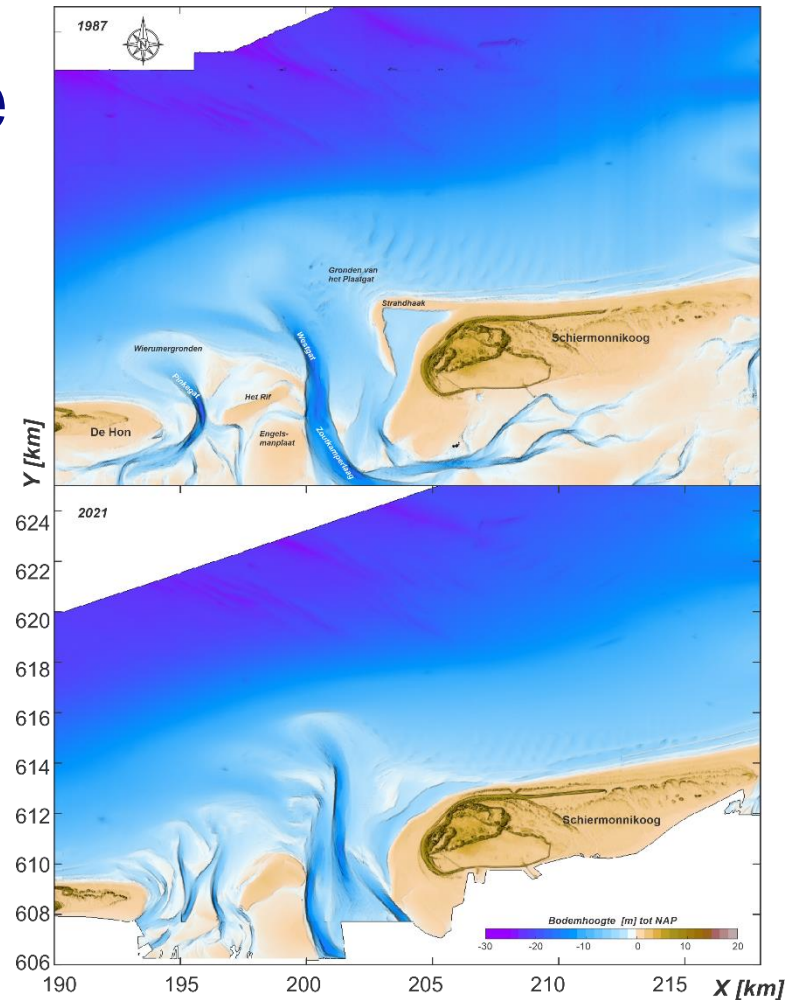 e
1987
N
Gronden van
het Plaatgat
Strandhaak
Westgat
Schiermonnikoog
Wierumergronden
Pinkegat
Het Rif
De Hon
Engels-
manplaat
Zoutkamperlaag
Y [km]
2021
624
622
620
618
616
614
612
610
608
606
Schiermonnikoog
Bodemhoogte [m] tot NAP
-30 -20 -10 0 10 20
190 195 200 205 210 215 X [km]